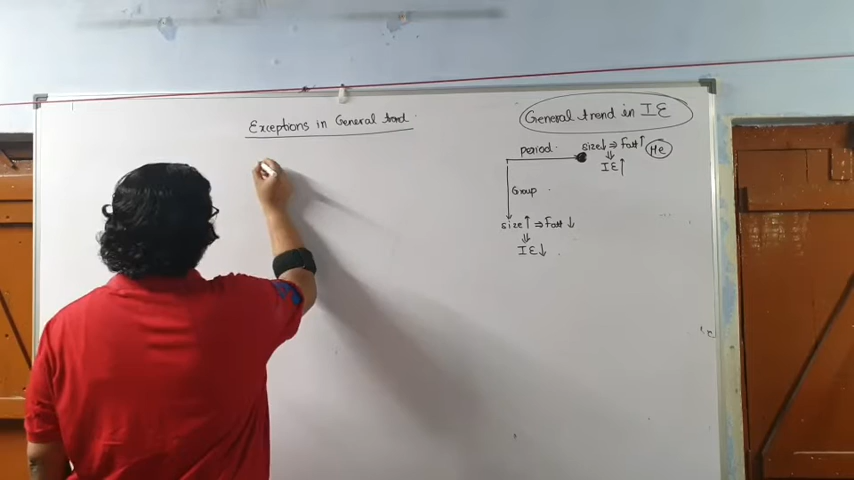 Exceptions in General trend
General trend in IE
period
size↓ ⇒ Fatt↑ He
⇓
IE↑
Group
size↑ ⇒ Fatt↓
⇓
IE↓